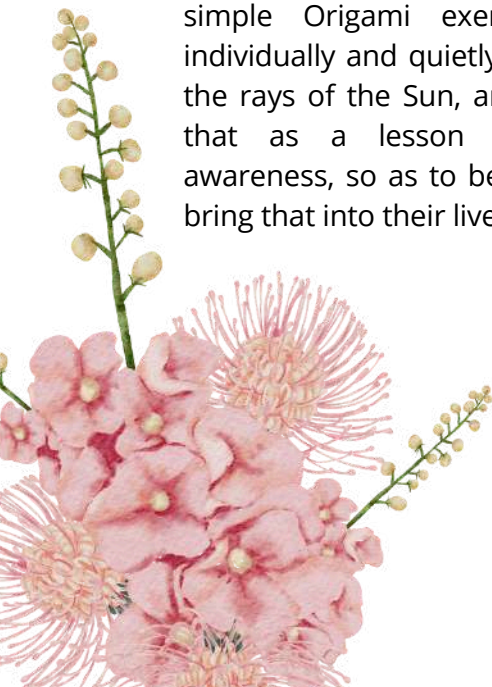 simple Origami exer
individually and quietly
the rays of the Sun, a
that as a lesson
awareness, so as to be
bring that into their live